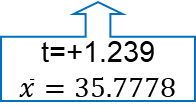 t=+1.239
x̄ = 35.7778